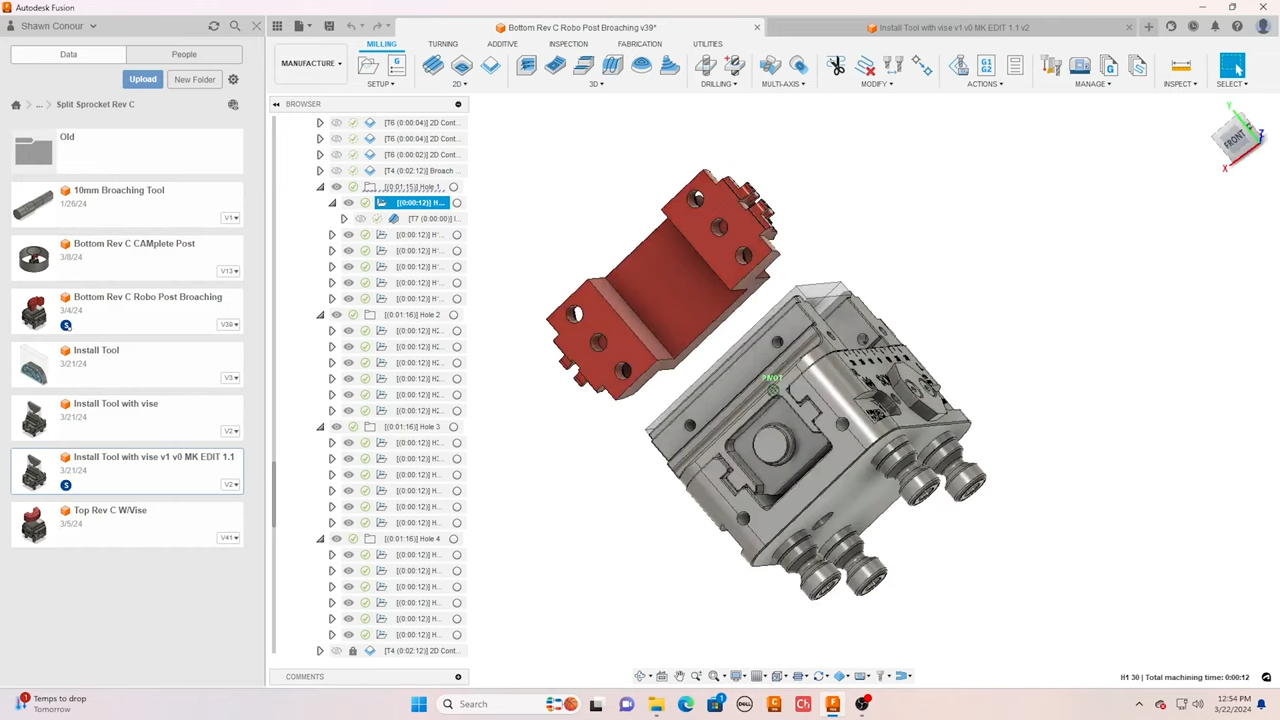 Autodesk Fusion
Shawn Conour
Bottom Rev C Robo Post Broaching v39*
Install Tool with vise v1 v0 MK EDIT 1.1 v2
Data
People
MILLING
TURNING
ADDITIVE
INSPECTION
FABRICATION
UTILITIES
MANUFACTURE
Upload
New Folder
SETUP
2D
3D
DRILLING
MULTI-AXIS
MODIFY
ACTIONS
MANAGE
INSPECT
SELECT
G1
G2
... > Split Sprocket Rev C
BROWSER
Old
10mm Broaching Tool
1/26/24
V1
Bottom Rev C CAMplete Post
3/8/24
V13
Bottom Rev C Robo Post Broaching
3/4/24
V39
Install Tool
3/21/24
V3
Install Tool with vise
3/21/24
V2
Install Tool with vise v1 v0 MK EDIT 1.1
3/21/24
V2
Top Rev C W/Vise
3/5/24
V41
[T6 (0:00:04)] 2D Cont...
[T6 (0:00:04)] 2D Cont...
[T6 (0:00:02)] 2D Cont...
[T4 (0:02:12)] Broach ...
[(0:01:15)] Hole 1
[(0:00:12)] H...
[T7 (0:00:00)] I...
[(0:00:12)] H'...
[(0:00:12)] H'...
[(0:00:12)] H'...
[(0:00:12)] H'...
[(0:00:12)] H'...
[(0:01:16)] Hole 2
[(0:00:12)] H2...
[(0:00:12)] H2...
[(0:00:12)] H2...
[(0:00:12)] H2...
[(0:00:12)] H2...
[(0:00:12)] H2...
[(0:01:16)] Hole 3
[(0:00:12)] H...
[(0:00:12)] H...
[(0:00:12)] H...
[(0:00:12)] H...
[(0:00:12)] H...
[(0:00:12)] H...
[(0:01:16)] Hole 4
[(0:00:12)] H...
[(0:00:12)] H...
[(0:00:12)] H...
[(0:00:12)] H...
[(0:00:12)] H...
[(0:00:12)] H...
[T4 (0:02:12)] 2D Cont...
PIVOT
Y
FRONT
Z
X
COMMENTS
H1 30 | Total machining time: 0:00:12
Temps to drop
Tomorrow
Search
12:54 PM
3/22/2024